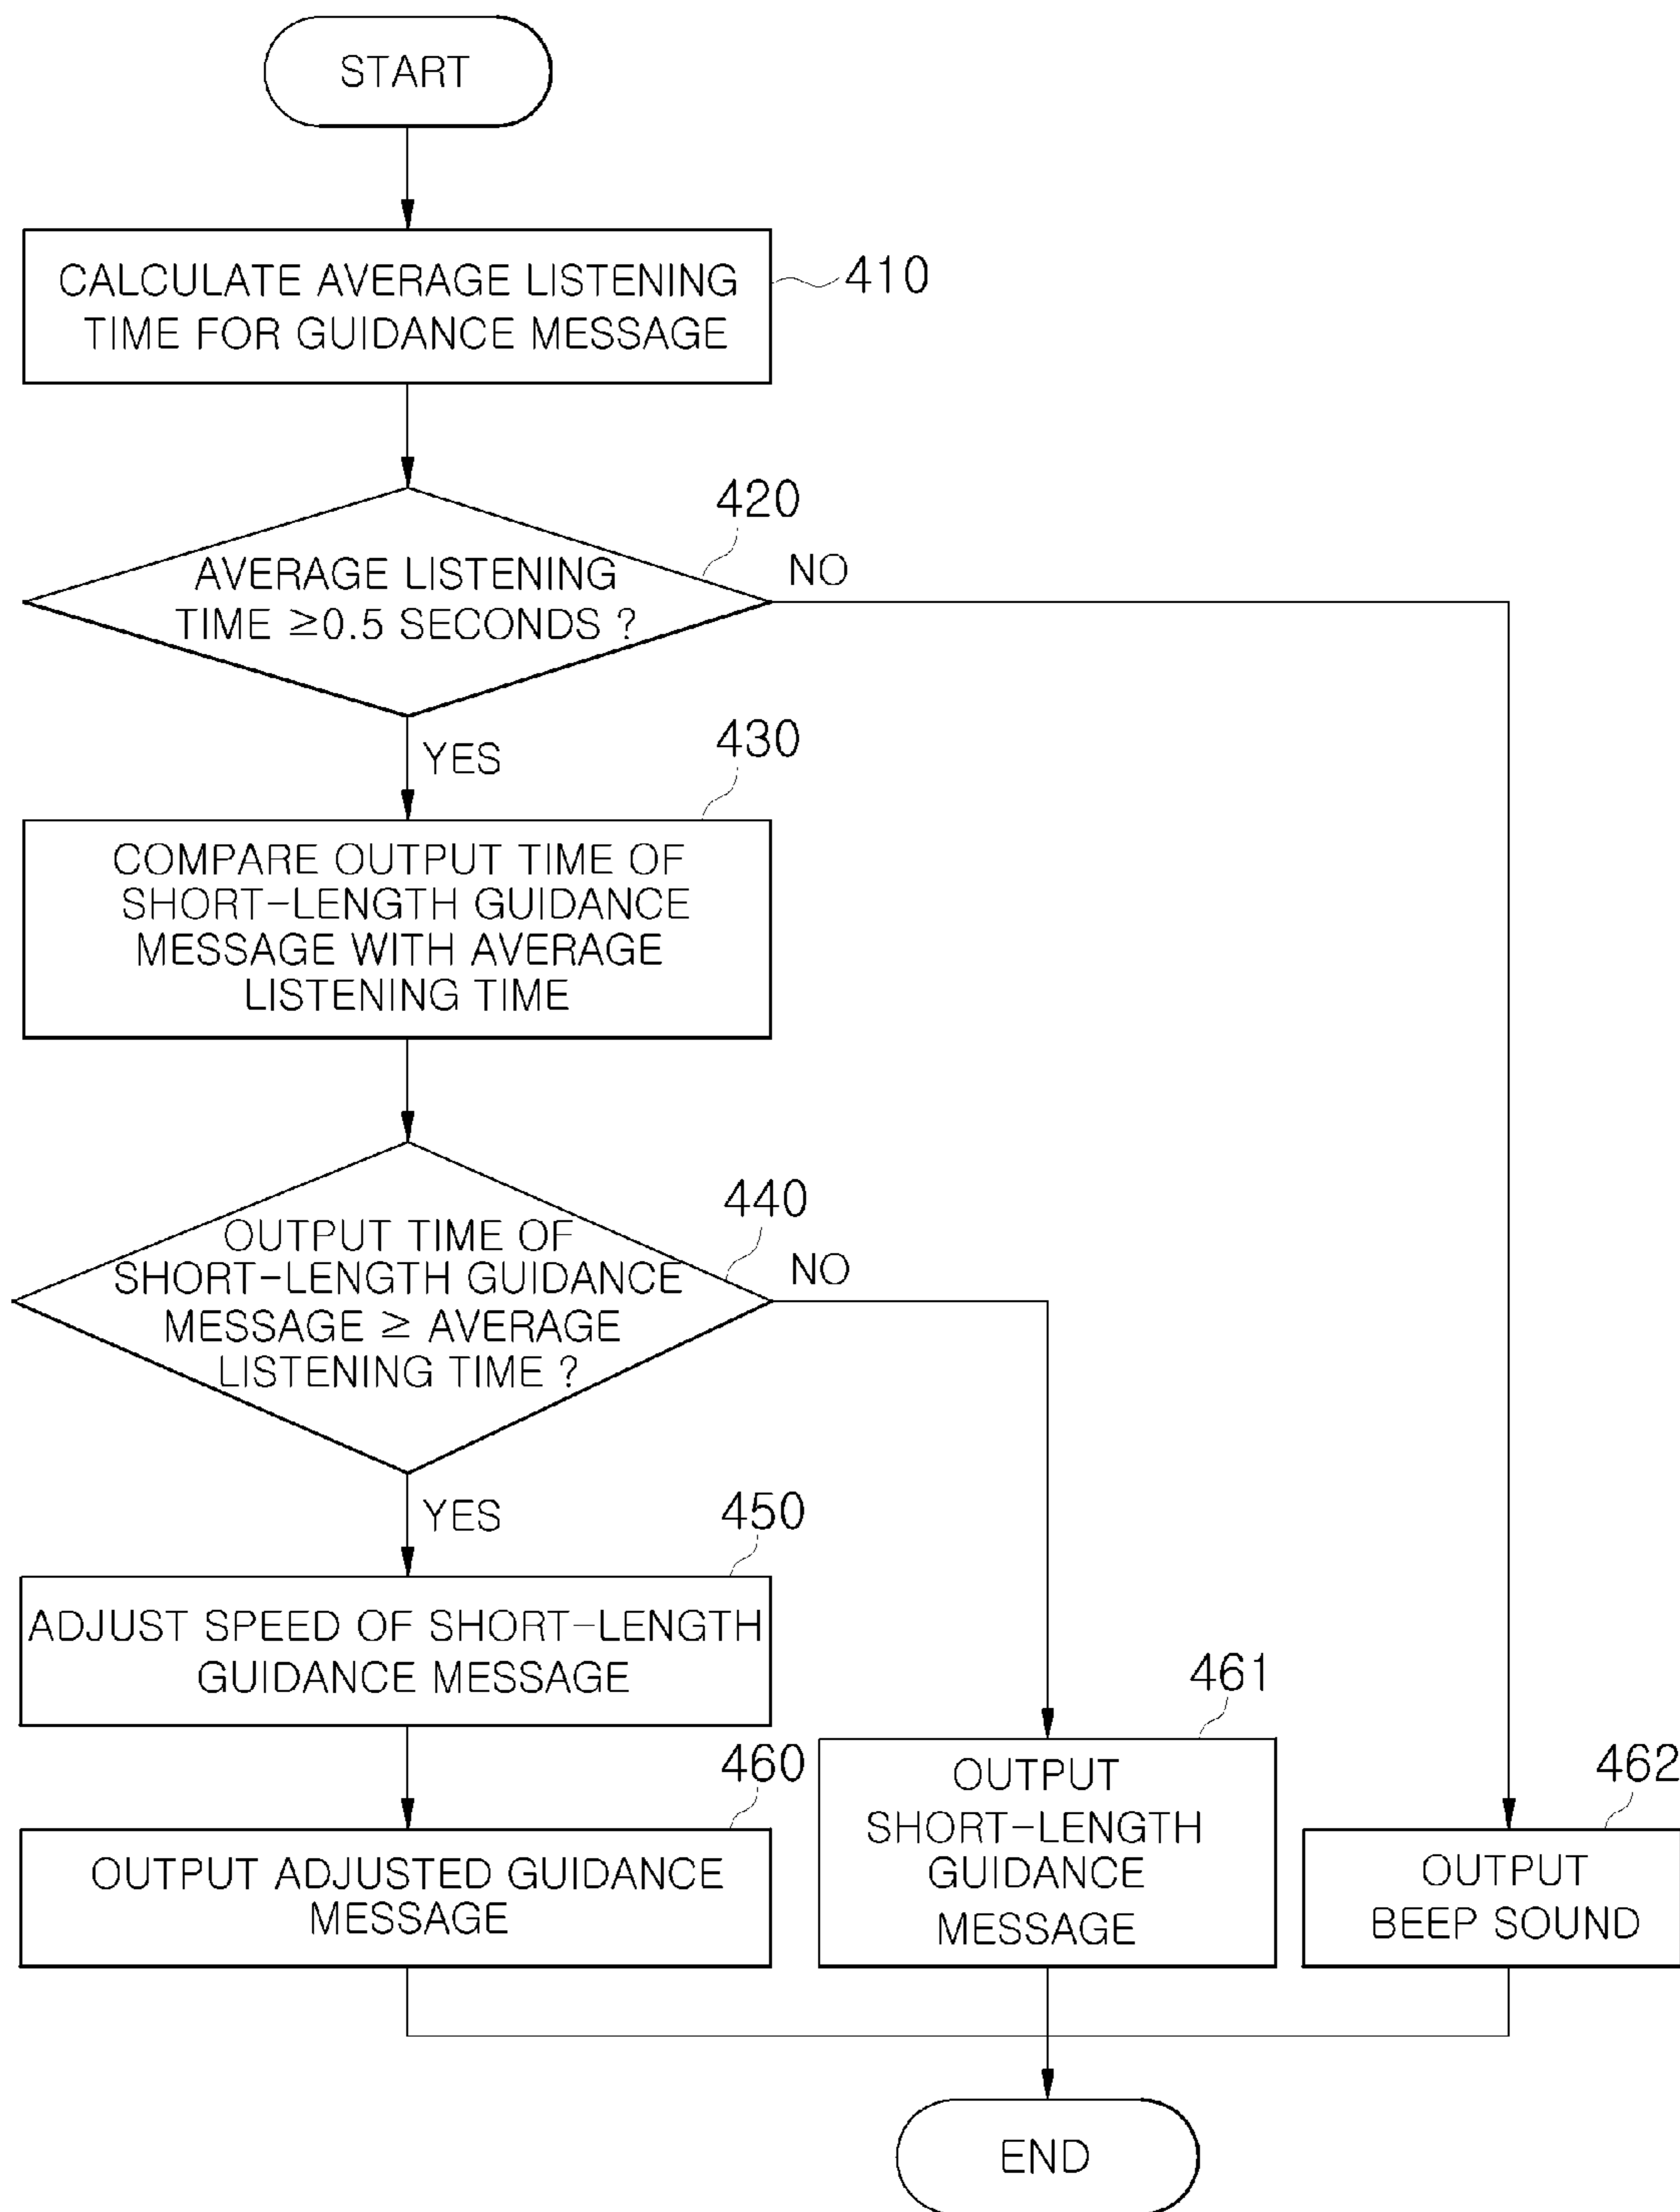 START
CALCULATE AVERAGE LISTENING
TIME FOR GUIDANCE MESSAGE
410
420
AVERAGE LISTENING
TIME ≥0.5 SECONDS ?
NO
YES
430
COMPARE OUTPUT TIME OF
SHORT-LENGTH GUIDANCE
MESSAGE WITH AVERAGE
LISTENING TIME
440
OUTPUT TIME OF
SHORT-LENGTH GUIDANCE
MESSAGE ≥ AVERAGE
LISTENING TIME ?
NO
YES
450
ADJUST SPEED OF SHORT-LENGTH
GUIDANCE MESSAGE
460
OUTPUT ADJUSTED GUIDANCE
MESSAGE
461
OUTPUT
SHORT-LENGTH
GUIDANCE
MESSAGE
462
OUTPUT
BEEP SOUND
END